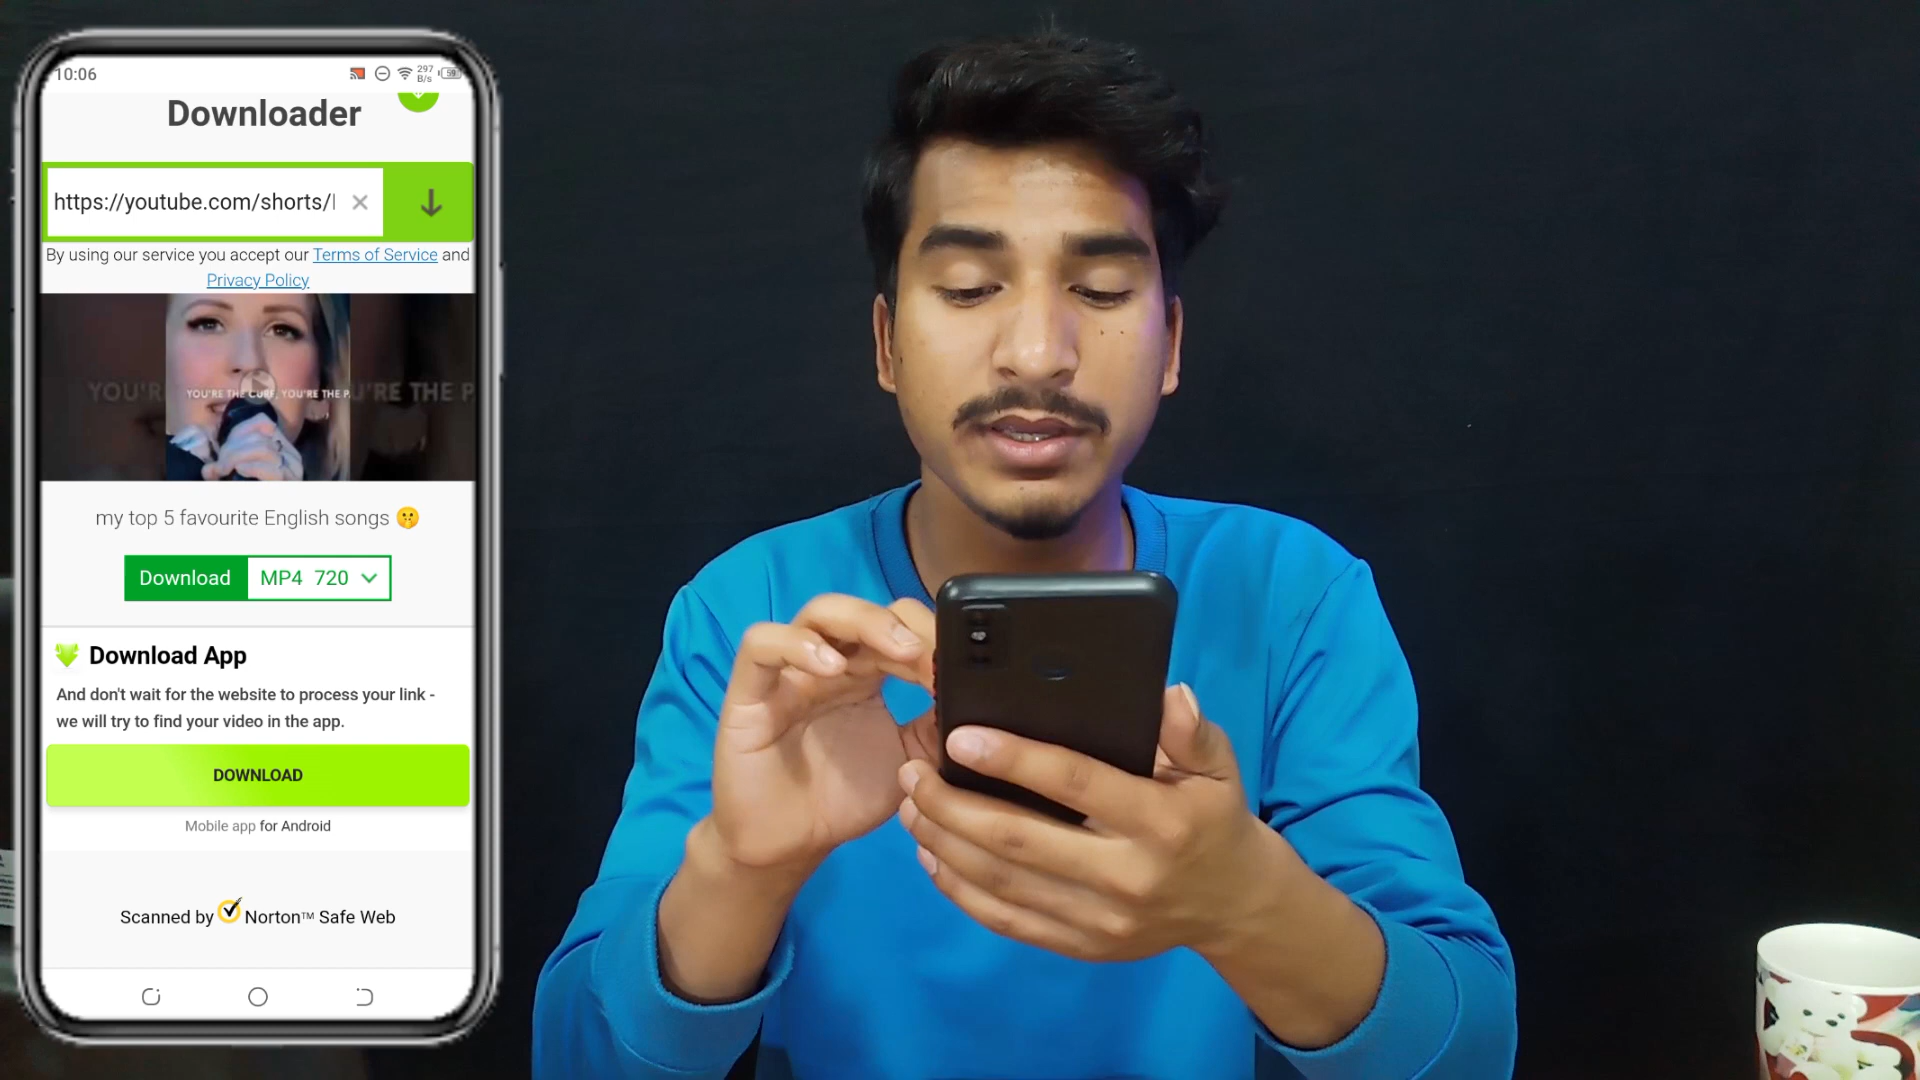 10:06
297
B/s
59
Downloader
https://youtube.com/shorts/
By using our service you accept our Terms of Service and
Privacy Policy
YOU'RE THE CURE, YOU'RE THE P
'RE THE P
my top 5 favourite English songs 🤫
Download MP4 720
Download App
And don't wait for the website to process your link -
we will try to find your video in the app.
DOWNLOAD
Mobile app for Android
Scanned by Norton™ Safe Web